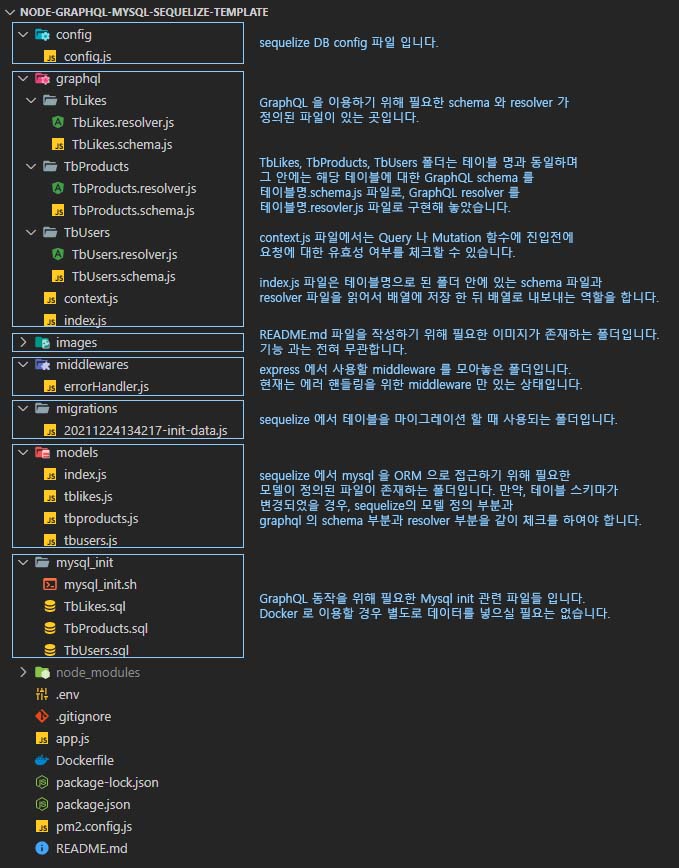 NODE-GRAPHQL-MYSQL-SEQUELIZE-TEMPLATE
config
config.js
sequelize DB config 파일 입니다.
graphql
TbLikes
TbLikes.resolver.js
TbLikes.schema.js
TbProducts
TbProducts.resolver.js
TbProducts.schema.js
TbUsers
TbUsers.resolver.js
TbUsers.schema.js
context.js
index.js
GraphQL 을 이용하기 위해 필요한 schema 와 resolver 가
정의된 파일이 있는 곳입니다.
TbLikes, TbProducts, TbUsers 폴더는 테이블 명과 동일하며
그 안에는 해당 테이블에 대한 GraphQL schema 를
테이블명.schema.js 파일로, GraphQL resolver 를
테이블명.resovler.js 파일로 구현해 놓았습니다.
context.js 파일에서는 Query 나 Mutation 함수에 진입전에
요청에 대한 유효성 여부를 체크할 수 있습니다.
index.js 파일은 테이블명으로 된 폴더 안에 있는 schema 파일과
resolver 파일을 읽어서 배열에 저장 한 뒤 배열로 내보내는 역할을 합니다.
images
README.md 파일을 작성하기 위해 필요한 이미지가 존재하는 폴더입니다.
기능 과는 전혀 무관합니다.
middlewares
errorHandler.js
express 에서 사용할 middleware 를 모아놓은 폴더입니다.
현재는 에러 핸들링을 위한 middleware 만 있는 상태입니다.
migrations
20211224134217-init-data.js
sequelize 에서 테이블을 마이그레이션 할 때 사용되는 폴더입니다.
models
index.js
tblikes.js
tbproducts.js
tbusers.js
sequelize 에서 mysql 을 ORM 으로 접근하기 위해 필요한
모델이 정의된 파일이 존재하는 폴더입니다. 만약, 테이블 스키마가
변경되었을 경우, sequelize의 모델 정의 부분과
graphql 의 schema 부분과 resolver 부분을 같이 체크를 하여야 합니다.
mysql_init
mysql_init.sh
TbLikes.sql
TbProducts.sql
TbUsers.sql
GraphQL 동작을 위해 필요한 Mysql init 관련 파일들 입니다.
Docker 로 이용할 경우 별도로 데이터를 넣으실 필요는 없습니다.
node_modules
.env
.gitignore
app.js
Dockerfile
package-lock.json
package.json
pm2.config.js
README.md